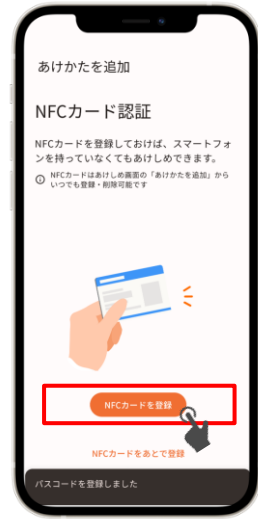 あけかたを追加
NFCカード認証
NFCカードを登録しておけば、スマートフォ
ンを持っていなくてもあけしめできます。
NFCカードはあけしめ画面の「あけかたを追加」から
いつでも登録・削除可能です
NFCカードを登録
NFCカードをあとで登録
パスコードを登録しました